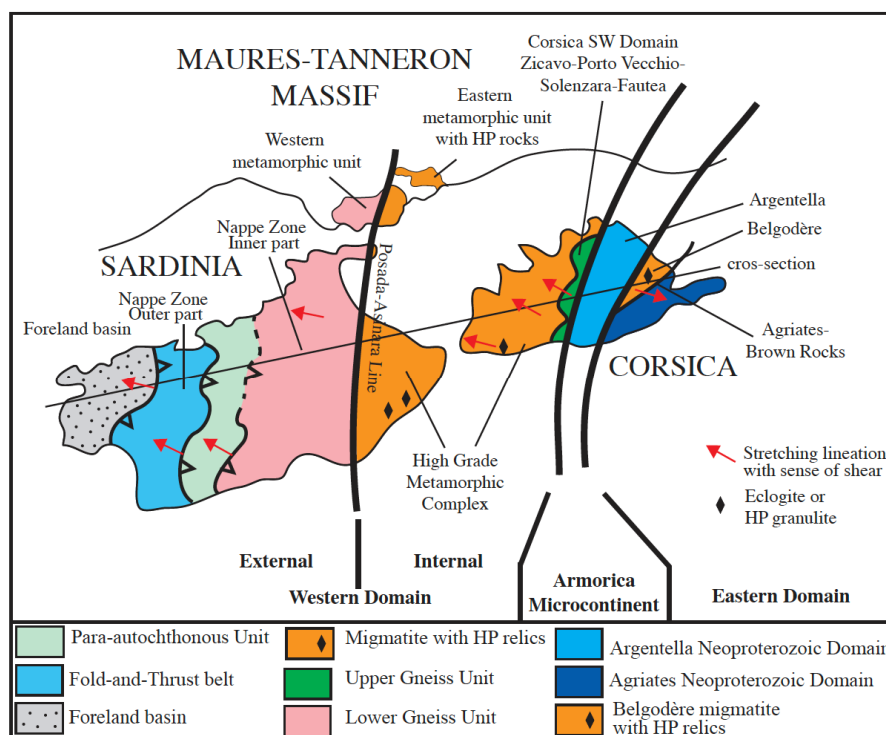 MAURES-TANNERON
MASSIF
Corsica SW Domain
Zicavo-Porto Vecchio-
Solenzara-Fautea
Eastern
metamorphic unit
with HP rocks
Western
metamorphic unit
Argentella
Belgodère
cros-section
Agriates-
Brown Rocks
Nappe Zone
Inner part
SARDINIA
Nappe Zone
Outer part
Foreland basin
Posada-Asinara Line
CORSICA
High Grade
Metamorphic
Complex
Stretching lineation
with sense of shear
Eclogite or
HP granulite
External
Internal
Western Domain
Armorica
Microcontinent
Eastern Domain
Para-autochthonous Unit
Fold-and-Thrust belt
Foreland basin
Migmatite with HP relics
Upper Gneiss Unit
Lower Gneiss Unit
Argentella Neoproterozoic Domain
Agriates Neoproterozoic Domain
Belgodère migmatite
with HP relics